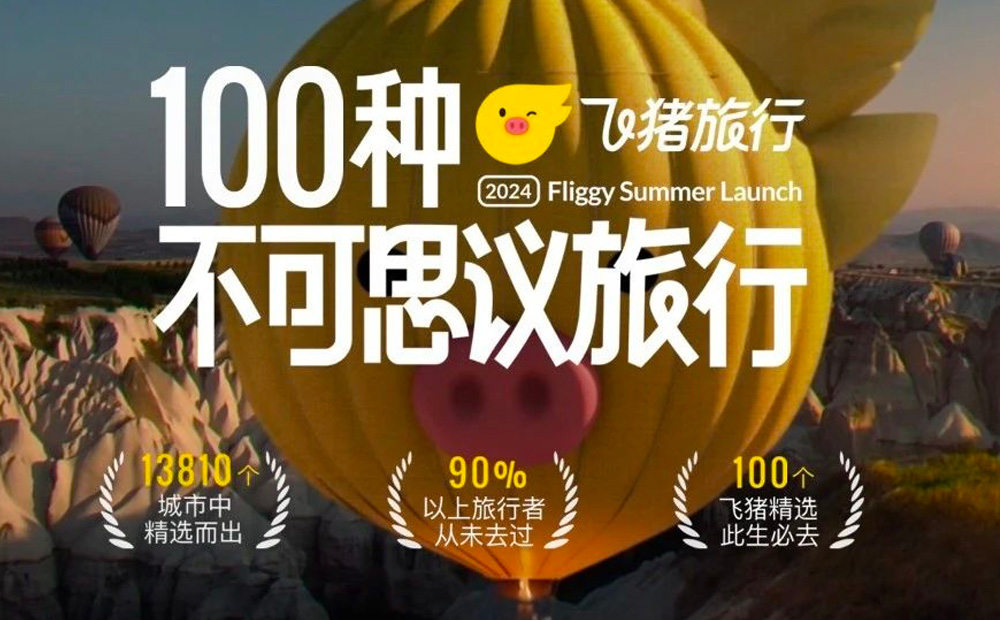 100种
飞猪旅行
2024 Fliggy Summer Launch
不可思议旅行
13810个
城市中
精选而出
90%
以上旅行者
从未去过
100个
飞猪精选
此生必去